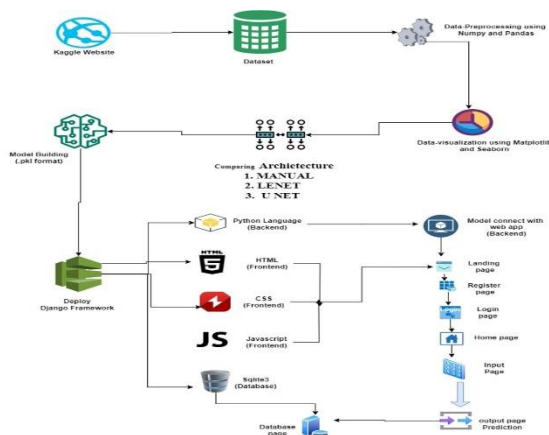 Kaggle Website
Dataset
Data-Preprocessing using
Numpy and Pandas
Model Building
(.pkl format)
Comparing Archietecture
1. MANUAL
2. LENET
3. U NET
Data-visualization using Matplotlib
and Seaborn
Python Language
(Backend)
Model connect with
web app
(Backend)
HTML
HTML
(Frontend)
Landing
page
Deploy
Django Framework
CSS
(Frontend)
Register
page
Login
Login
page
JS
Javascript
(Frontend)
Home page
Input
Page
Sqlite3
(Database)
Database
page
output page
Prediction